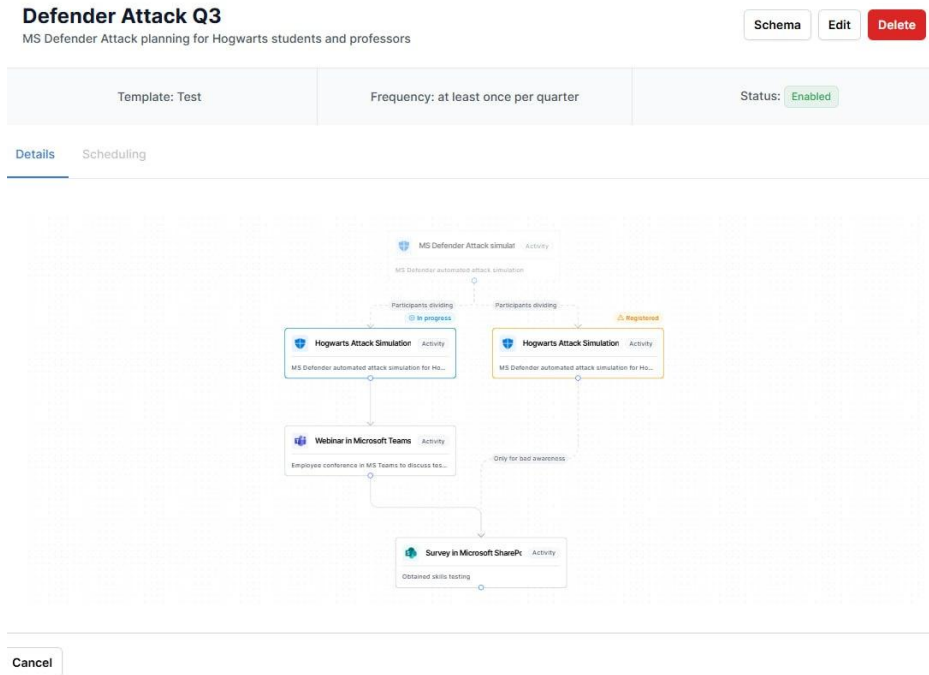 Defender Attack Q3
MS Defender Attack planning for Hogwarts students and professors
Schema
Edit
Delete
Template: Test
Frequency: at least once per quarter
Status: Enabled
Details
Scheduling
MS Defender Attack simulat
Activity
MS Defender automated attack simulation
Participants dividing
Participants dividing
In progress
Registered
Hogwarts Attack Simulation
Activity
MS Defender automated attack simulation for Ho...
Hogwarts Attack Simulation
Activity
MS Defender automated attack simulation for Ho...
Webinar in Microsoft Teams
Activity
Employee conference in MS Teams to discuss tes...
Only for bad awareness
Survey in Microsoft SharePo
Activity
Obtained skills testing
Cancel